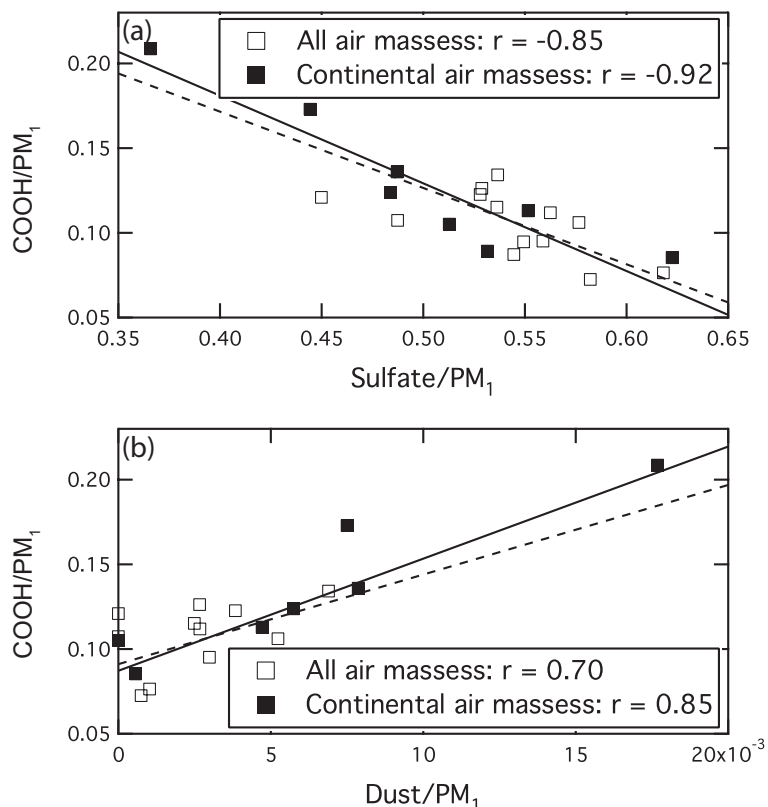 (a)
All air massess: r = -0.85
Continental air massess: r = -0.92
COOH/PM₁
0.20
0.15
0.10
0.05
0.35 0.40 0.45 0.50 0.55 0.60 0.65
Sulfate/PM₁
(b)
COOH/PM₁
0.20
0.15
0.10
0.05
All air massess: r = 0.70
Continental air massess: r = 0.85
0 5 10 15 20x10⁻³
Dust/PM₁